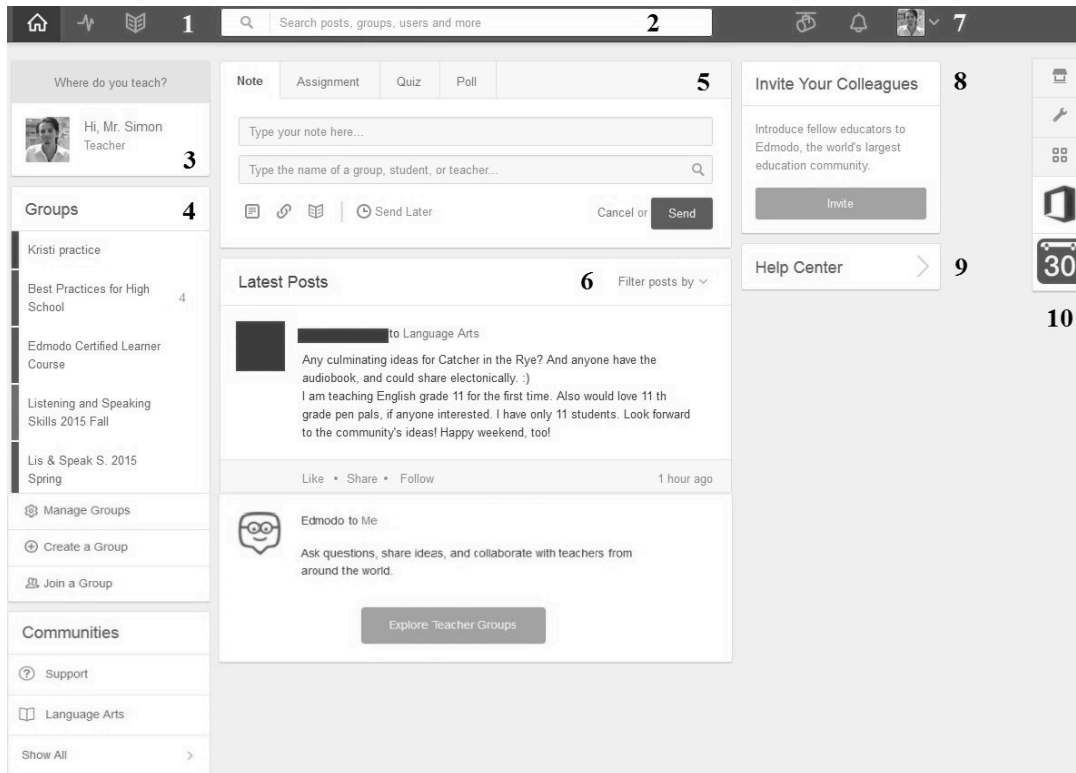 1
Search posts, groups, users and more
2
7
Where do you teach?
Hi, Mr. Simon
Teacher
3
Groups
4
Kristi practice
Best Practices for High
School
4
Edmodo Certified Learner
Course
Listening and Speaking
Skills 2015 Fall
Lis & Speak S. 2015
Spring
Manage Groups
Create a Group
Join a Group
Communities
Support
Language Arts
Show All
Note Assignment Quiz Poll
5
Type your note here...
Type the name of a group, student, or teacher...
Send Later
Cancel or Send
Latest Posts
6
Filter posts by
to Language Arts
Any culminating ideas for Catcher in the Rye? And anyone have the
audiobook, and could share electonically. :)
I am teaching English grade 11 for the first time. Also would love 11 th
grade pen pals, if anyone interested. I have only 11 students. Look forward
to the community's ideas! Happy weekend, too!
Like • Share • Follow
1 hour ago
Edmodo to Me
Ask questions, share ideas, and collaborate with teachers from
around the world.
Explore Teacher Groups
Invite Your Colleagues
8
Introduce fellow educators to
Edmodo, the world's largest
education community.
Invite
Help Center
9
30
10